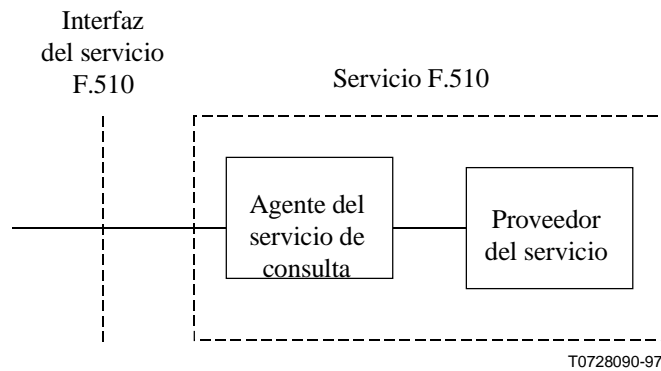 Interfaz
del servicio
F.510
Servicio F.510
Agente del
servicio de
consulta
Proveedor
del servicio
T0728090-97